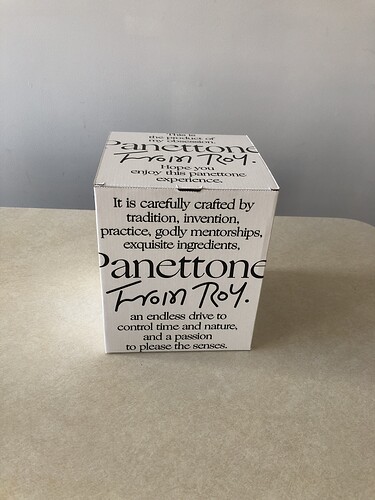 This is
the product of
my obsession.
Panettone
From Roy.
Hope you
enjoy this panettone
experience.
It is carefully crafted by
tradition, invention,
practice, godly mentorships,
exquisite ingredients,
Panettone
From Roy.
an endless drive to
control time and nature,
and a passion
to please the senses.